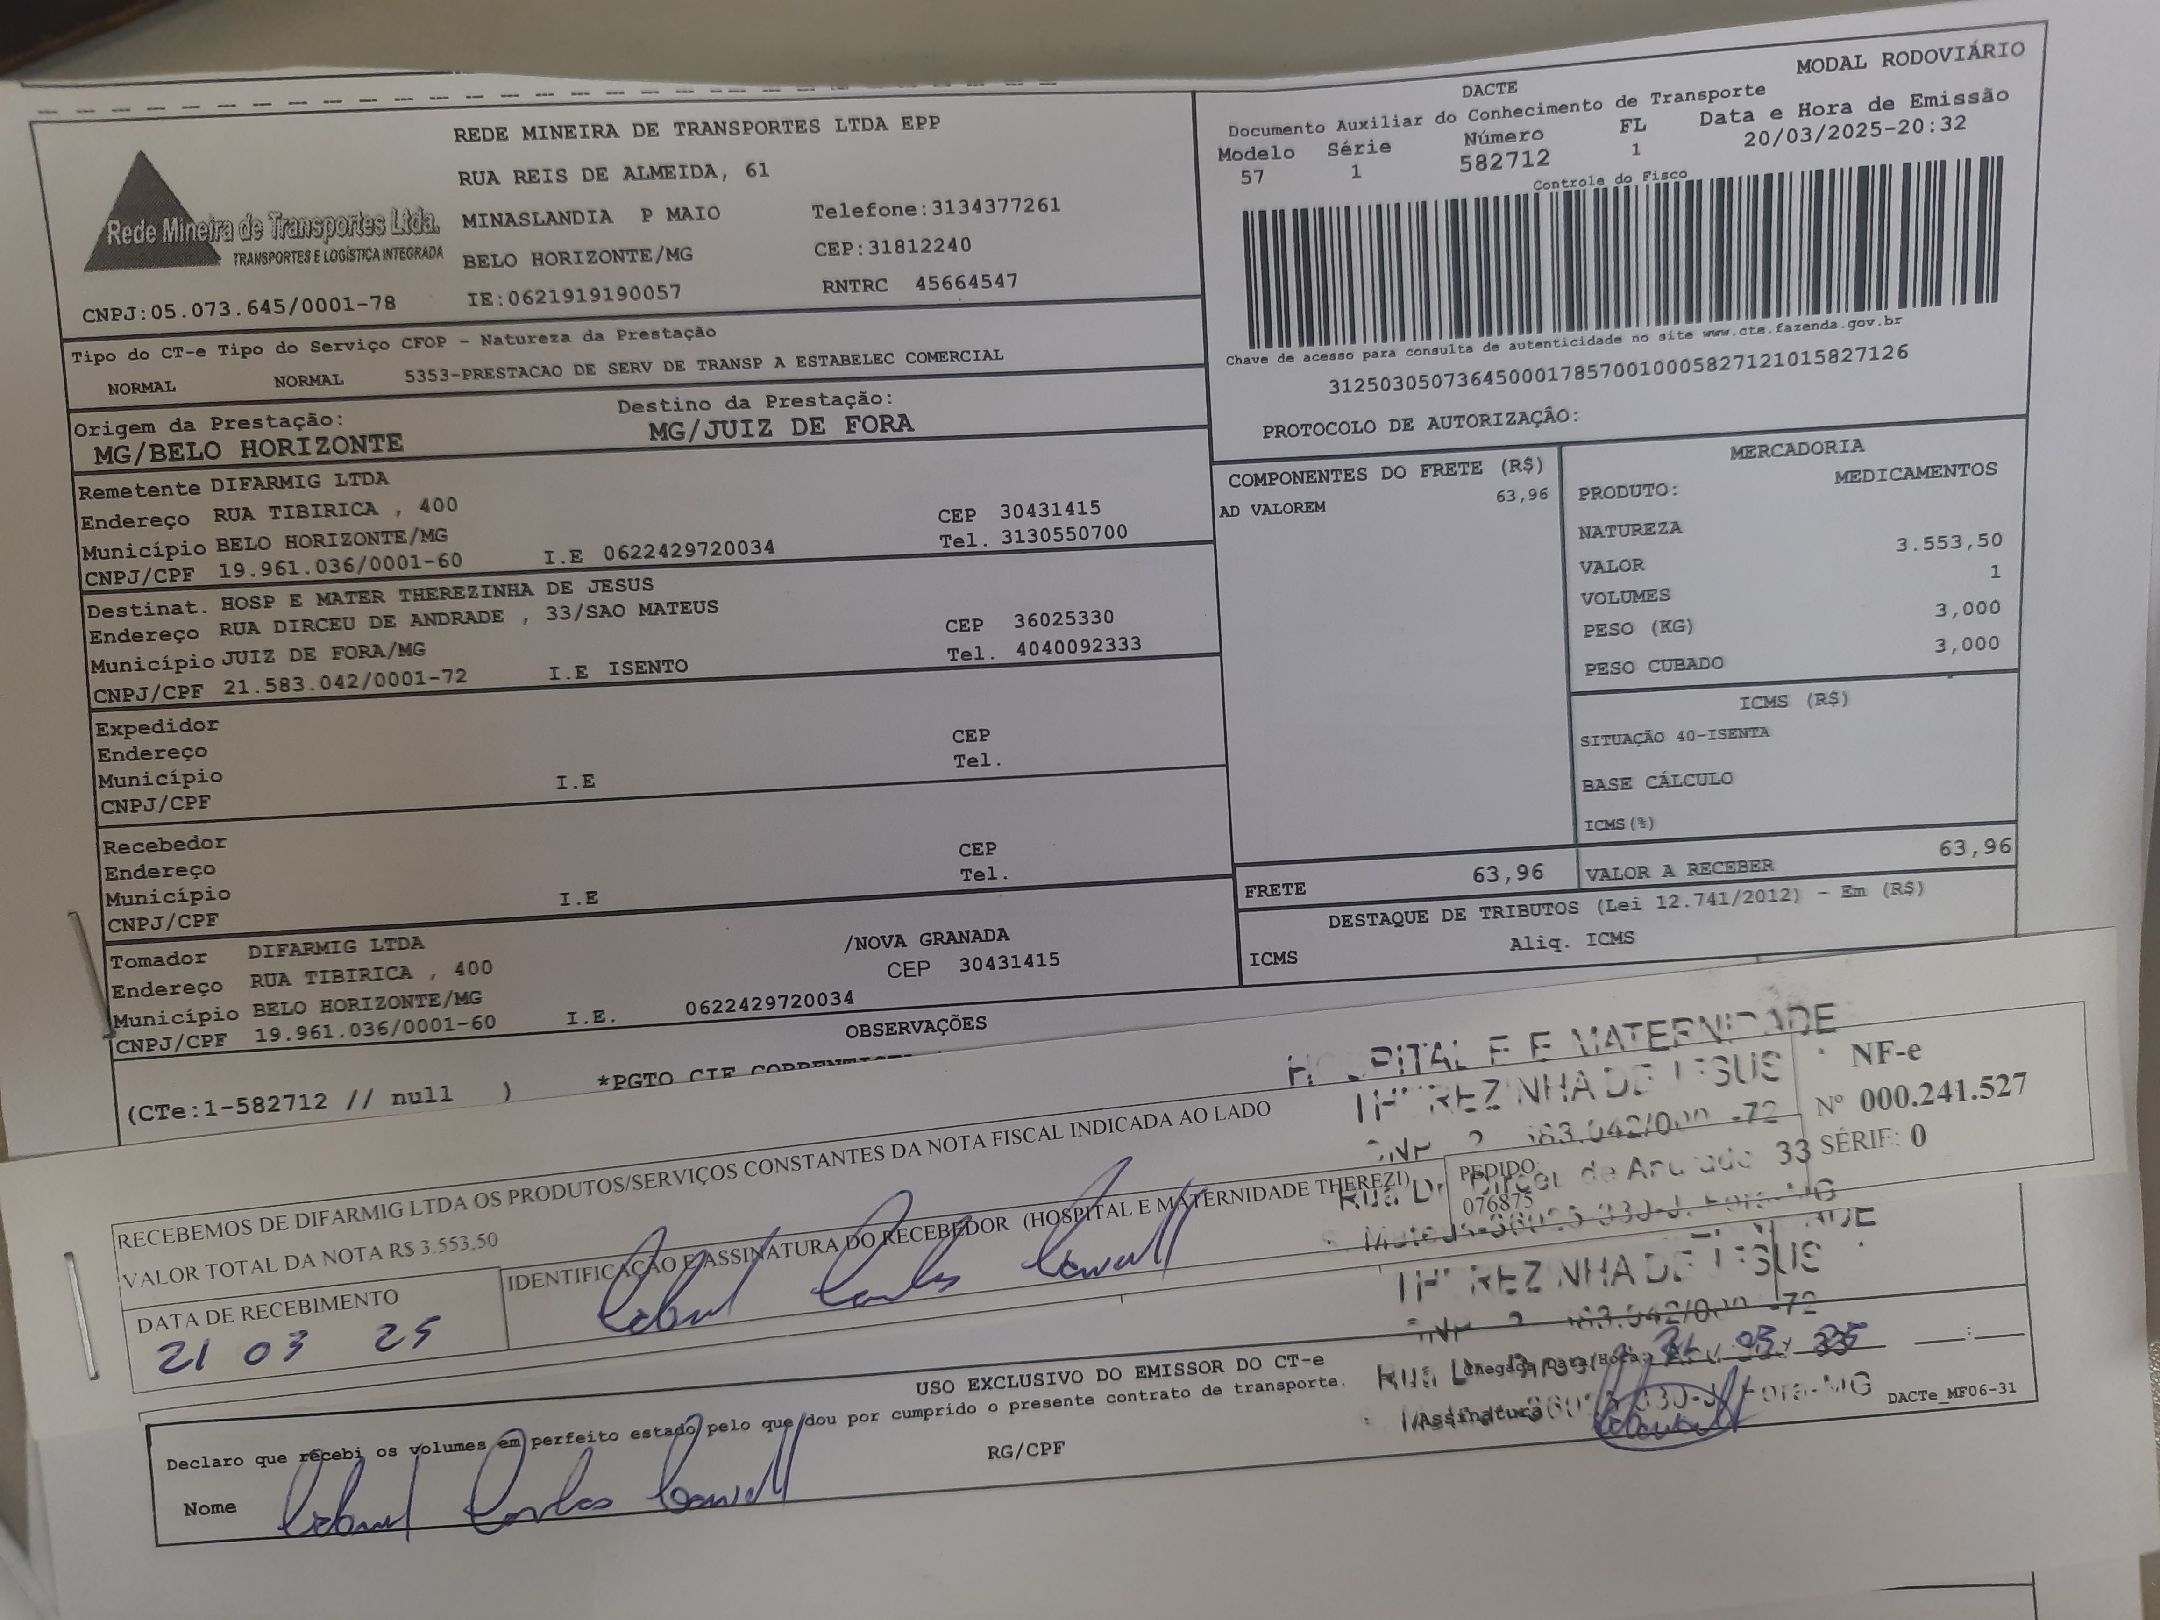 REDE MINEIRA DE TRANSPORTES LTDA EPP
RUA REIS DE ALMEIDA, 61
MINASLANDIA P MAIO Telefone:3134377261
BELO HORIZONTE/MG CEP:31812240
IE:0621919190057 RNTRC 45664547
Rede Mineira de Transportes Ltda.
TRANSPORTES E LOGÍSTICA INTEGRADA
CNPJ:05.073.645/0001-78
Tipo do CT-e Tipo do Serviço CFOP - Natureza da Prestação
NORMAL NORMAL 5353-PRESTACAO DE SERV DE TRANSP A ESTABELEC COMERCIAL
Origem da Prestação: Destino da Prestação:
MG/BELO HORIZONTE MG/JUIZ DE FORA
Remetente DIFARMIG LTDA
Endereço RUA TIBIRICA , 400 CEP 30431415
Município BELO HORIZONTE/MG Tel. 3130550700
CNPJ/CPF 19.961.036/0001-60 I.E 0622429720034
Destinat. HOSP E MATER THEREZINHA DE JESUS
Endereço RUA DIRCEU DE ANDRADE , 33/SAO MATEUS CEP 36025330
Município JUIZ DE FORA/MG Tel. 4040092333
CNPJ/CPF 21.583.042/0001-72 I.E ISENTO
Expedidor
Endereço CEP
Município I.E Tel.
CNPJ/CPF
Recebedor
Endereço CEP
Município I.E Tel.
CNPJ/CPF
Tomador DIFARMIG LTDA /NOVA GRANADA
Endereço RUA TIBIRICA , 400 CEP 30431415
Município BELO HORIZONTE/MG
CNPJ/CPF 19.961.036/0001-60 I.E. 0622429720034
OBSERVAÇÕES
(CTe:1-582712 // null ) *PGTO CIF
DACTE MODAL RODOVIÁRIO
Documento Auxiliar do Conhecimento de Transporte
Modelo Série Número FL Data e Hora de Emissão
57 1 582712 1 20/03/2025-20:32
Controle do Fisco
Chave de acesso para consulta de autenticidade no site www.cte.fazenda.gov.br
31250305073645000178570010005827121015827126
PROTOCOLO DE AUTORIZAÇÃO:
COMPONENTES DO FRETE (R$)
AD VALOREM 63,96
MERCADORIA
PRODUTO: MEDICAMENTOS
NATUREZA
VALOR 3.553,50
VOLUMES 1
PESO (KG) 3,000
PESO CUBADO 3,000
ICMS (R$)
SITUAÇÃO 40-ISENTA
BASE CÁLCULO
ICMS(%)
FRETE 63,96 VALOR A RECEBER 63,96
DESTAQUE DE TRIBUTOS (Lei 12.741/2012) - Em (R$)
ICMS Aliq. ICMS
RECEBEMOS DE DIFARMIG LTDA OS PRODUTOS/SERVIÇOS CONSTANTES DA NOTA FISCAL INDICADA AO LADO
VALOR TOTAL DA NOTA R$ 3.553,50
DATA DE RECEBIMENTO
21 03 25
IDENTIFICAÇÃO E ASSINATURA DO RECEBEDOR (HOSPITAL E MATERNIDADE THEREZI)
PEDIDO:
076875
NF-e
Nº 000.241.527
SÉRIE: 0
USO EXCLUSIVO DO EMISSOR DO CT-e
Declaro que recebi os volumes em perfeito estado pelo que dou por cumprido o presente contrato de transporte.
Nome RG/CPF
Assinatura
DACTe_MF06-31